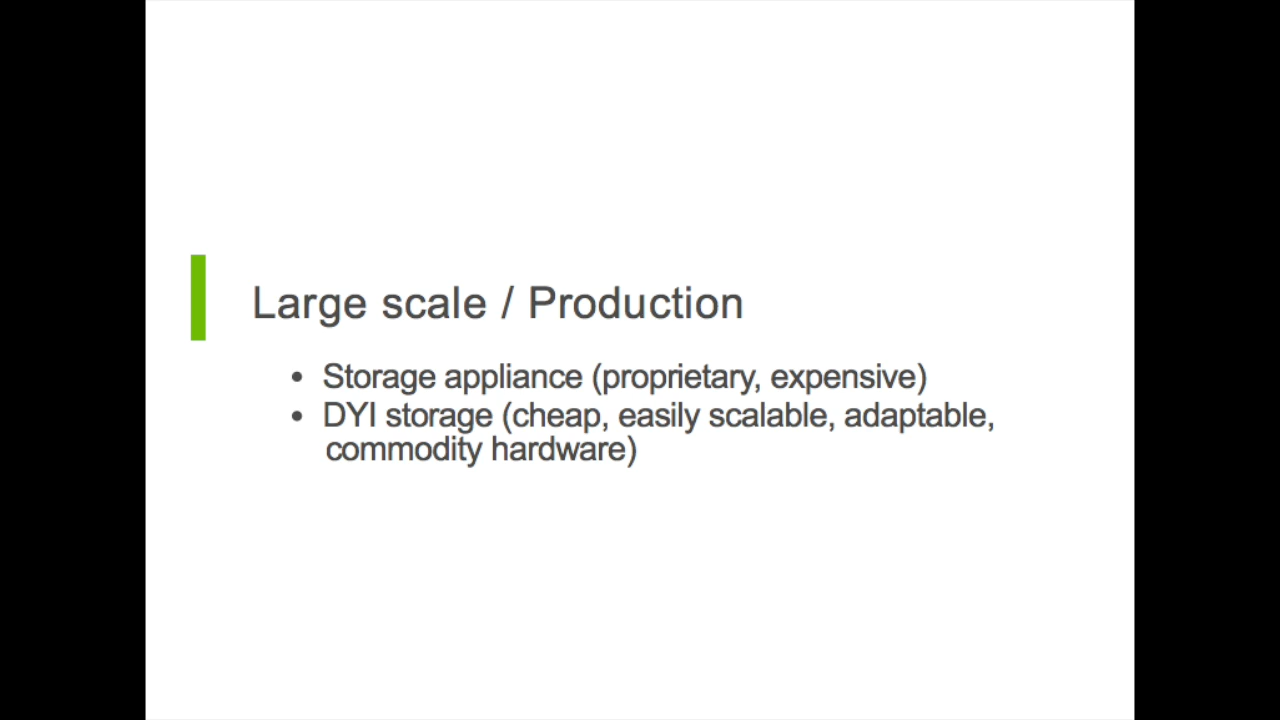 Large scale / Production
• Storage appliance (proprietary, expensive)
• DYI storage (cheap, easily scalable, adaptable,
commodity hardware)